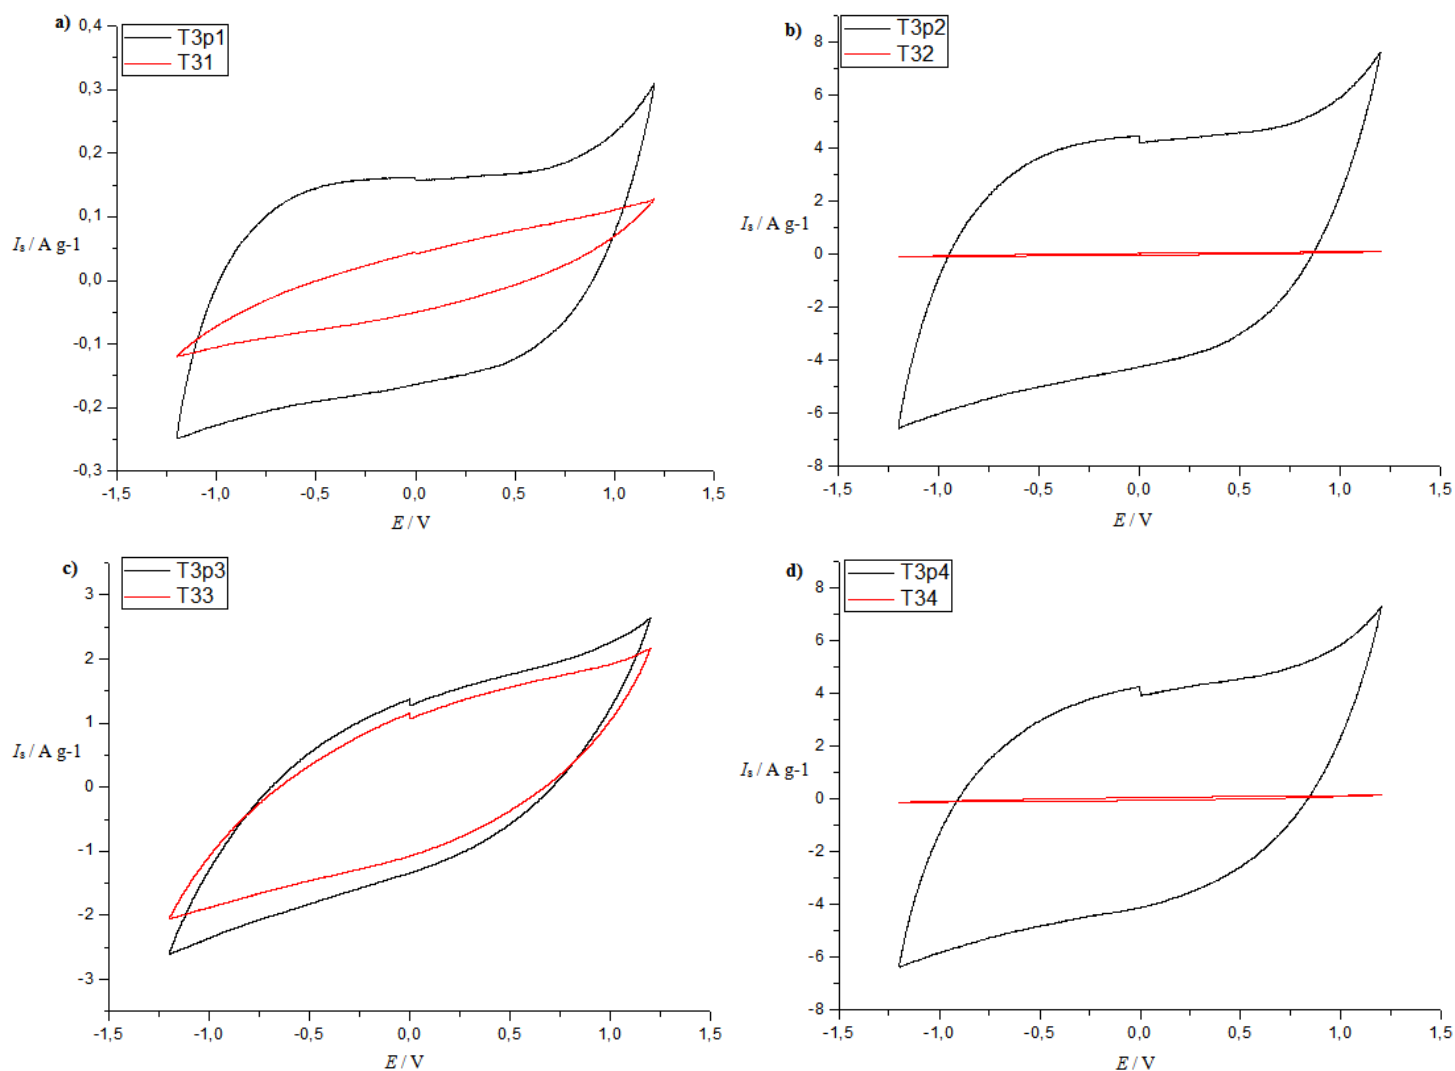 a)
T3p1
T31
0,4
0,3
0,2
0,1
0,0
-0,1
-0,2
-0,3
Is / A g-1
-1,5 -1,0 -0,5 0,0 0,5 1,0 1,5
E / V
b)
T3p2
T32
8
6
4
2
0
-2
-4
-6
-8
Is / A g-1
-1,5 -1,0 -0,5 0,0 0,5 1,0 1,5
E / V
c)
T3p3
T33
3
2
1
0
-1
-2
-3
Is / A g-1
-1,5 -1,0 -0,5 0,0 0,5 1,0 1,5
E / V
d)
T3p4
T34
8
6
4
2
0
-2
-4
-6
-8
Is / A g-1
-1,5 -1,0 -0,5 0,0 0,5 1,0 1,5
E / V